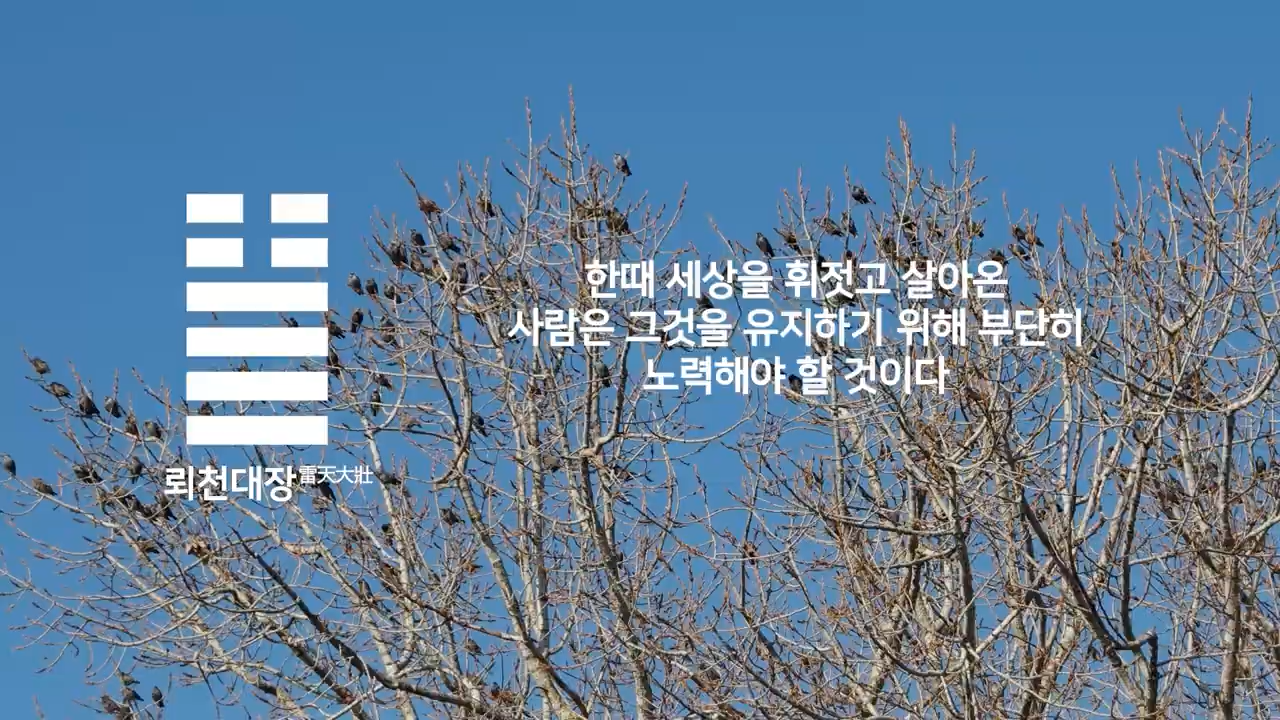 한때 세상을 휘젓고 살아온
사람은 그것을 유지하기 위해 부단히
노력해야 할 것이다
뢰천대장雷天大壯